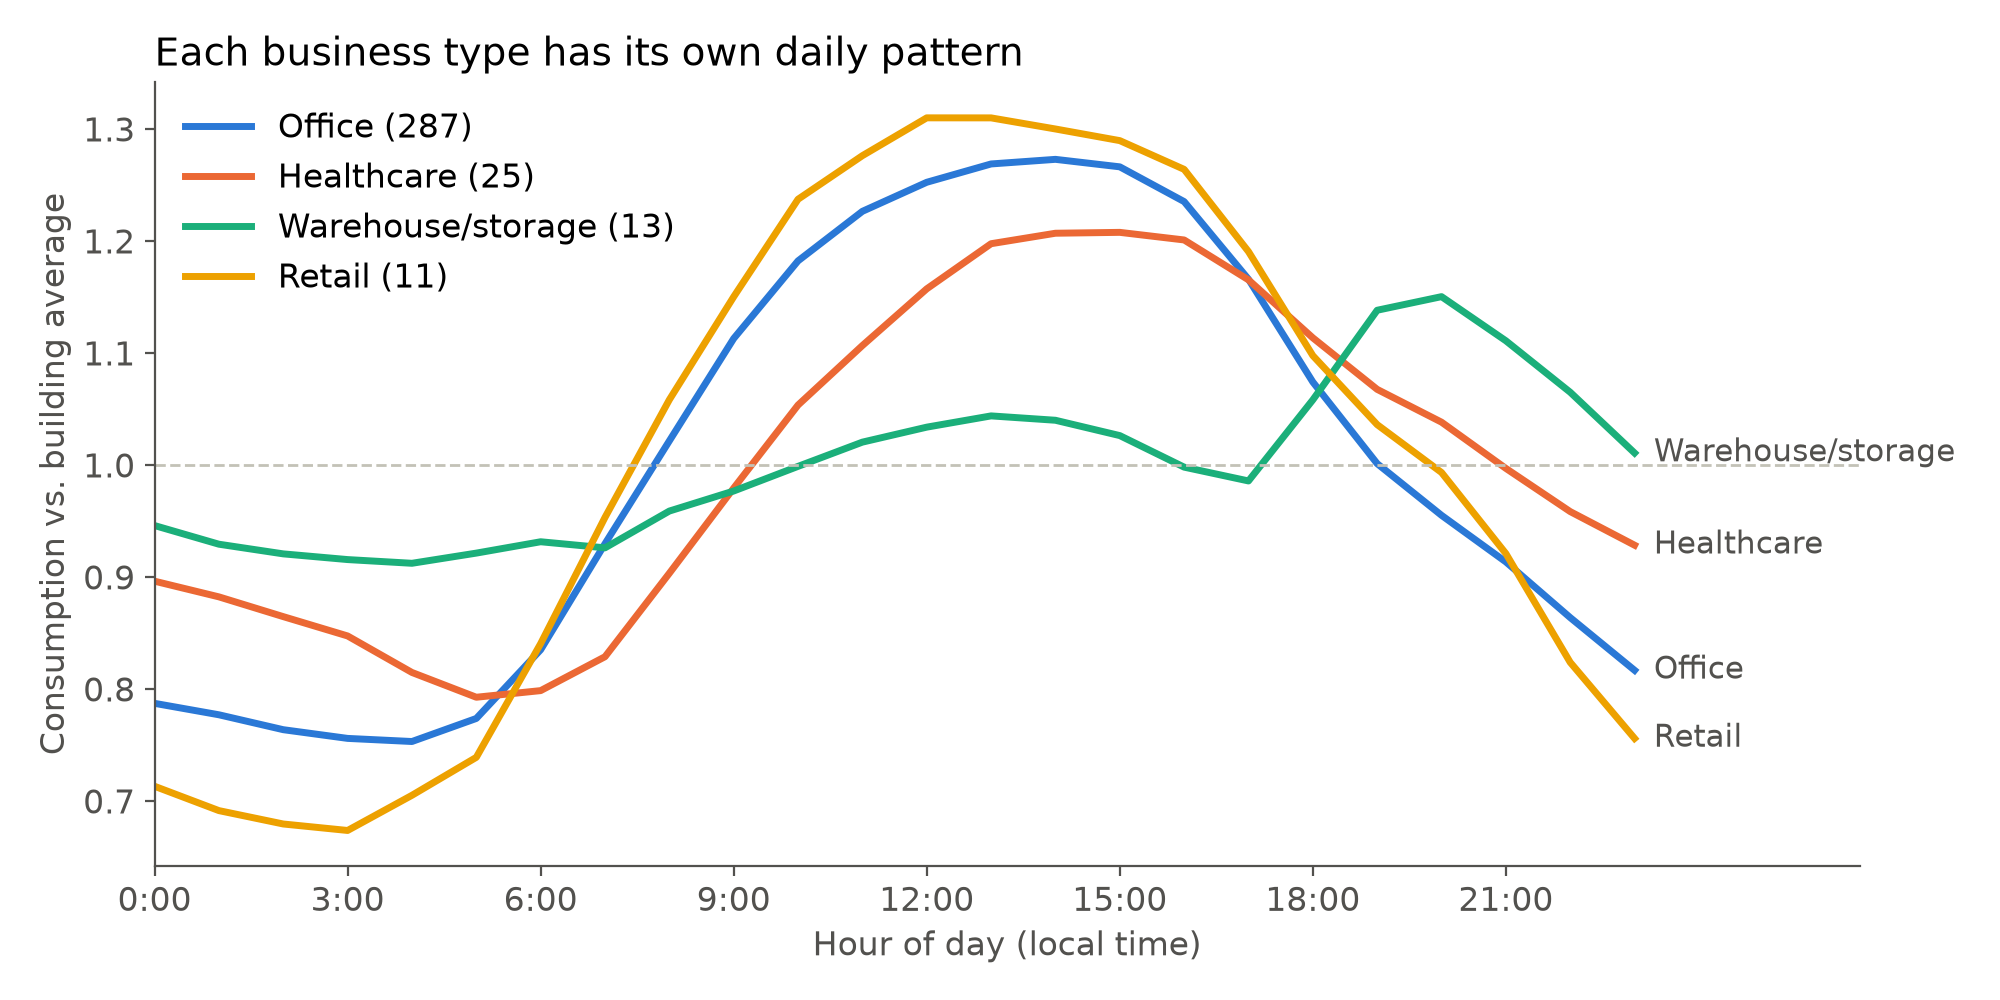 Each business type has its own daily pattern
Office (287)
Healthcare (25)
Warehouse/storage (13)
Retail (11)
Consumption vs. building average
1.3
1.2
1.1
1.0
0.9
0.8
0.7
Warehouse/storage
Healthcare
Office
Retail
0:00 3:00 6:00 9:00 12:00 15:00 18:00 21:00
Hour of day (local time)